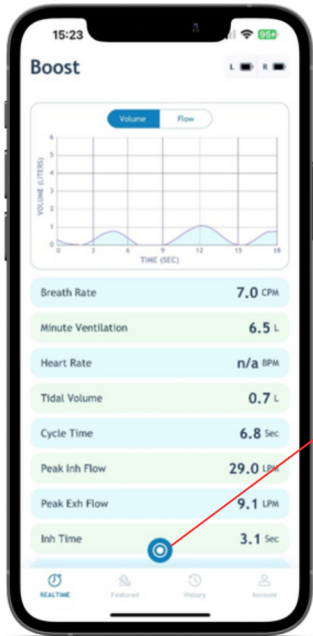 15:23
95+
Boost
L R
Volume Flow
VOLUME (LITERS)
6
5
4
3
2
1
0
0 3 6 9 12 15 18
TIME (SEC)
Breath Rate 7.0 CPM
Minute Ventilation 6.5 L
Heart Rate n/a BPM
Tidal Volume 0.7 L
Cycle Time 6.8 Sec
Peak Inh Flow 29.0 LPM
Peak Exh Flow 9.1 LPM
Inh Time 3.1 Sec
REALTIME Featured History Account